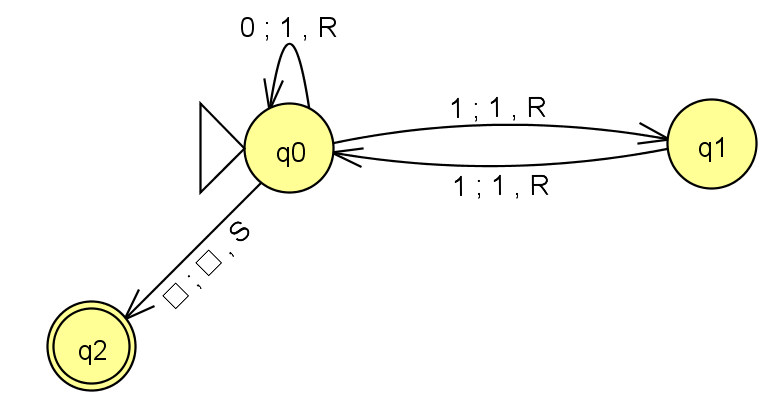 0 ; 1 , R
1 ; 1 , R
q0
q1
1 ; 1 , R
□ ; □ , S
q2